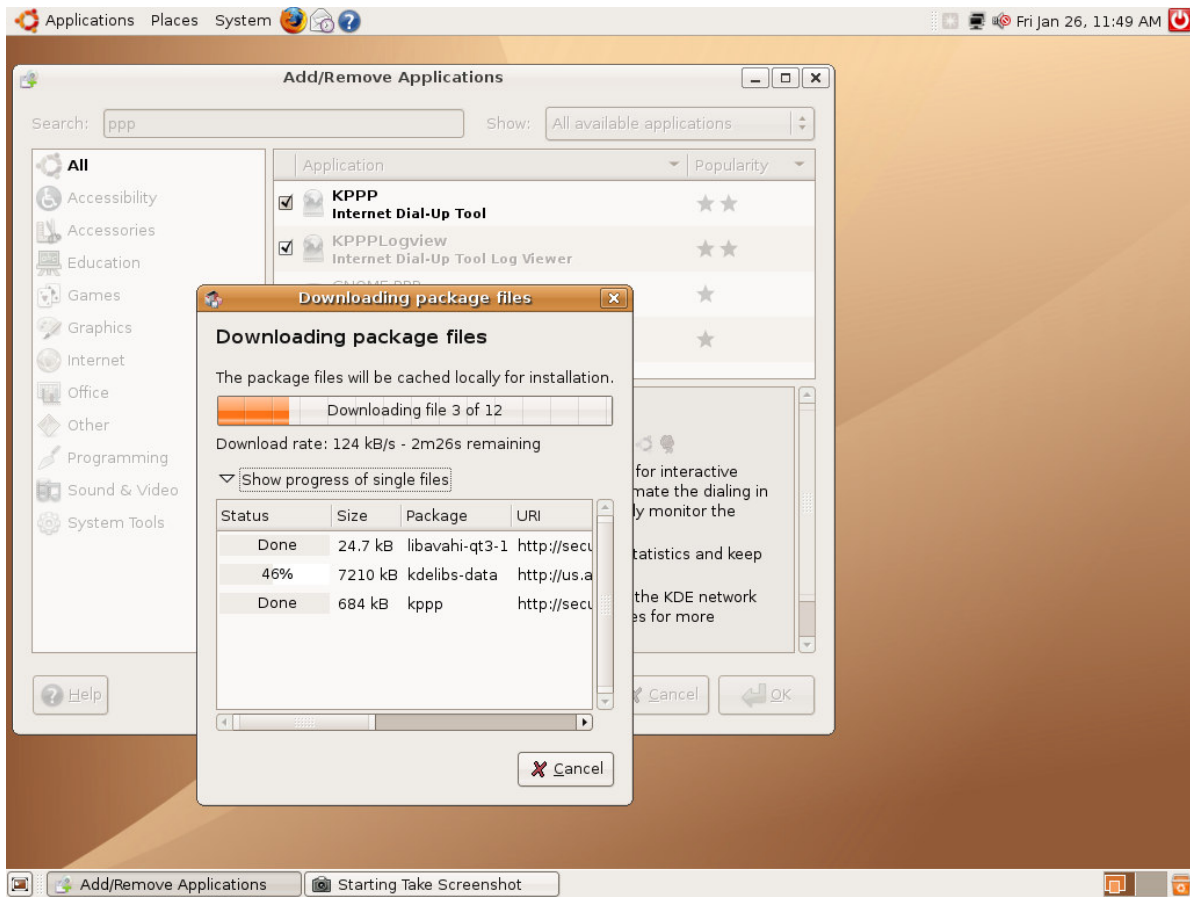 Applications Places System
Fri Jan 26, 11:49 AM
Add/Remove Applications
Search: ppp
Show: All available applications
All
Accessibility
Accessories
Education
Games
Graphics
Internet
Office
Other
Programming
Sound & Video
System Tools
Application Popularity
KPPP
Internet Dial-Up Tool
KPPPLogview
Internet Dial-Up Tool Log Viewer
GNOME PPP
for interactive
the dialing in
monitor the
and keep
the KDE network
for more
Help
Cancel
OK
Downloading package files
Downloading package files
The package files will be cached locally for installation.
Downloading file 3 of 12
Download rate: 124 kB/s - 2m26s remaining
Show progress of single files
Status Size Package URI
Done 24.7 kB libavahi-qt3-1 http://secu
46% 7210 kB kdelibs-data http://us.a
Done 684 kB kppp http://secu
Cancel
Add/Remove Applications
Starting Take Screenshot